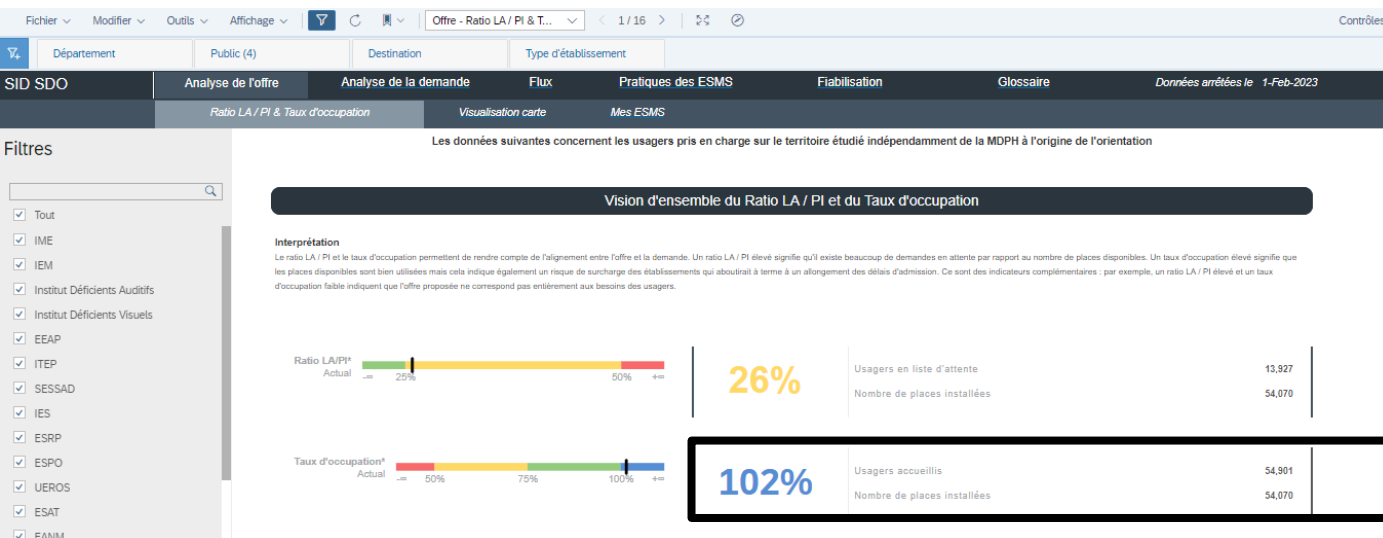 Fichier Modifier Outils Affichage Offre - Ratio LA / PI & T... 1 / 16 Contrôles
Département Public (4) Destination Type d'établissement
SID SDO Analyse de l'offre Analyse de la demande Flux Pratiques des ESMS Fiabilisation Glossaire Données arrêtées le 1-Feb-2023
Ratio LA / PI & Taux d'occupation Visualisation carte Mes ESMS
Filtres
Les données suivantes concernent les usagers pris en charge sur le territoire étudié indépendamment de la MDPH à l'origine de l'orientation
Tout
IME
IEM
Institut Déficients Auditifs
Institut Déficients Visuels
EEAP
ITEP
SESSAD
IES
ESRP
ESPO
UEROS
ESAT
EANM
Vision d'ensemble du Ratio LA / PI et du Taux d'occupation
Interprétation
Le ratio LA / PI et le taux d'occupation permettent de rendre compte de l'alignement entre l'offre et la demande. Un ratio LA / PI élevé signifie qu'il existe beaucoup de demandes en attente par rapport au nombre de places disponibles. Un taux d'occupation élevé signifie que
les places disponibles sont bien utilisées mais cela indique également un risque de surcharge des établissements qui aboutirait à terme à un allongement des délais d'admission. Ce sont des indicateurs complémentaires : par exemple, un ratio LA / PI élevé et un taux
d'occupation faible indiquent que l'offre proposée ne correspond pas entièrement aux besoins des usagers.
Ratio LA/PI*
Actual
-∞ 25% 50% +∞
26%
Usagers en liste d'attente 13,927
Nombre de places installées 54,070
Taux d'occupation*
Actual
-∞ 50% 75% 100% +∞
102%
Usagers accueillis 54,901
Nombre de places installées 54,070